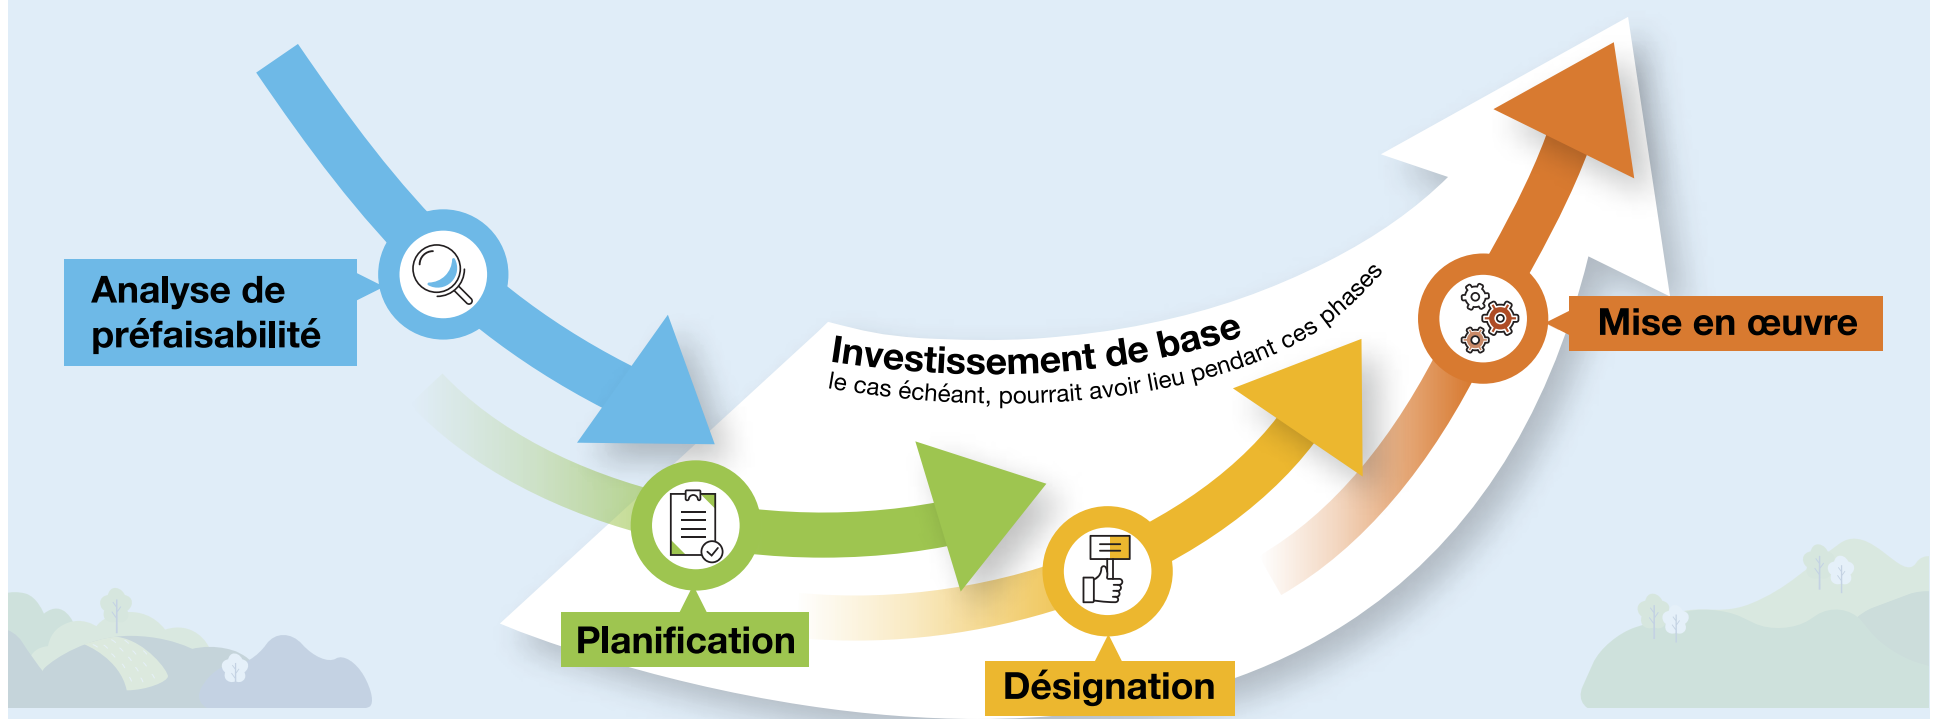 Analyse de
préfaisabilité
Investissement de base
le cas échéant, pourrait avoir lieu pendant ces phases
Mise en œuvre
Planification
Désignation